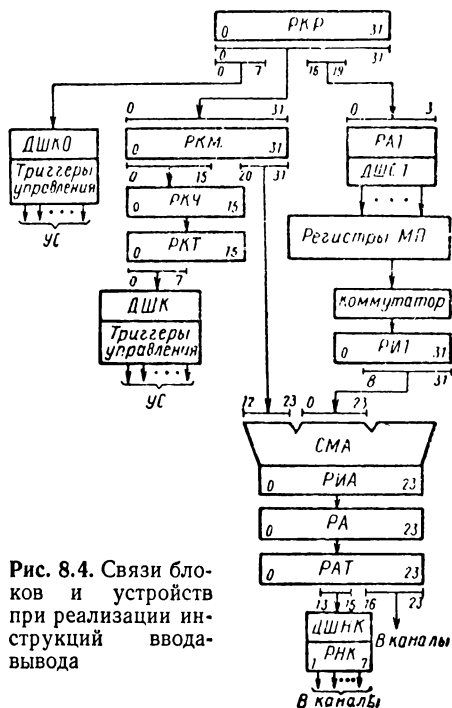 РКР
0 31
0 31
0 7 16 19
0 31
0 3
ДШКО
Триггеры
управления
УС
РКМ
0 31
0 15 20 31
РА1
ДШС1
РКЧ
0 15
РКТ
0 15
0 7
Регистры МП
Коммутатор
РИ1
0 31
8 31
ДШК
Триггеры
управления
УС
12 23 0 23
СМА
РИА
0 23
РА
0 23
РАТ
0 23
13 15 16 23
ДШНК
РНК
1 7
В каналы
В каналы
Рис. 8.4. Связи бло-
ков и устройств
при реализации ин-
струкций ввода-
вывода